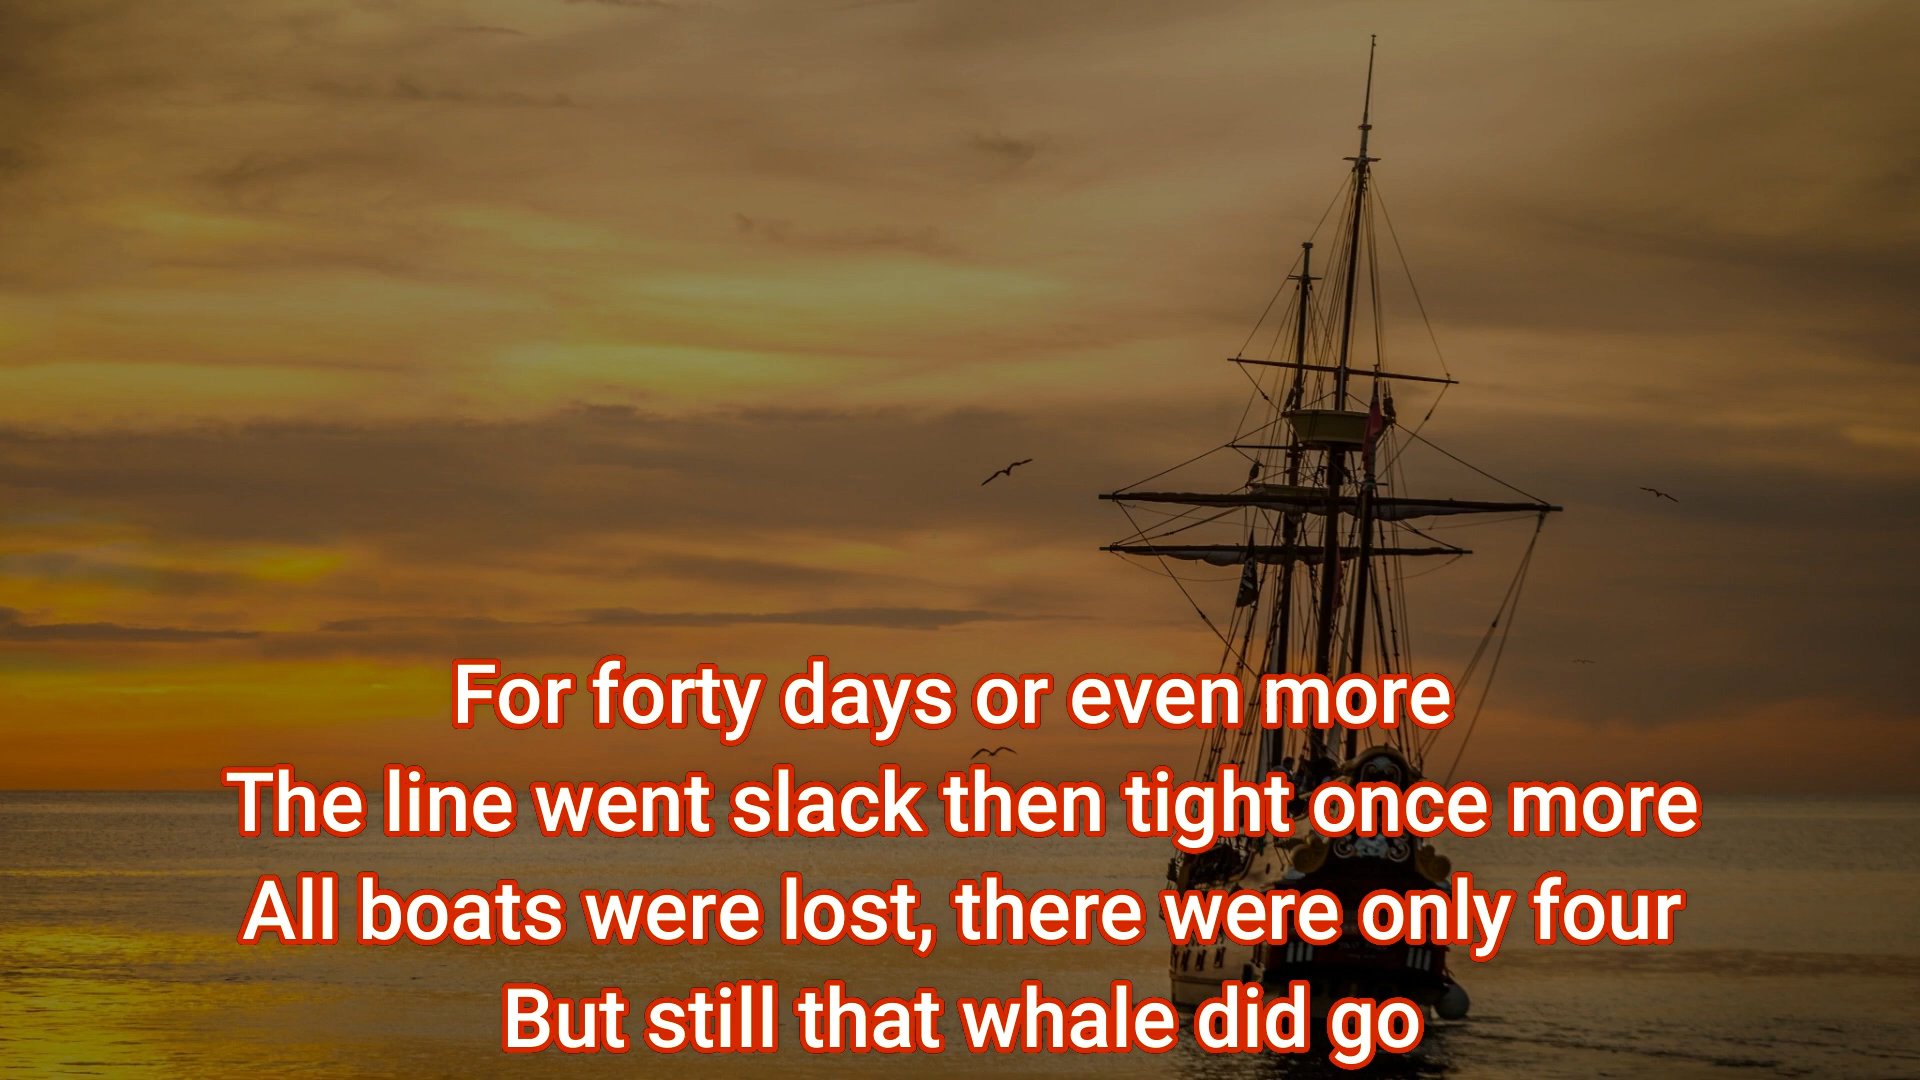 For forty days or even more
The line went slack then tight once more
All boats were lost, there were only four
But still that whale did go